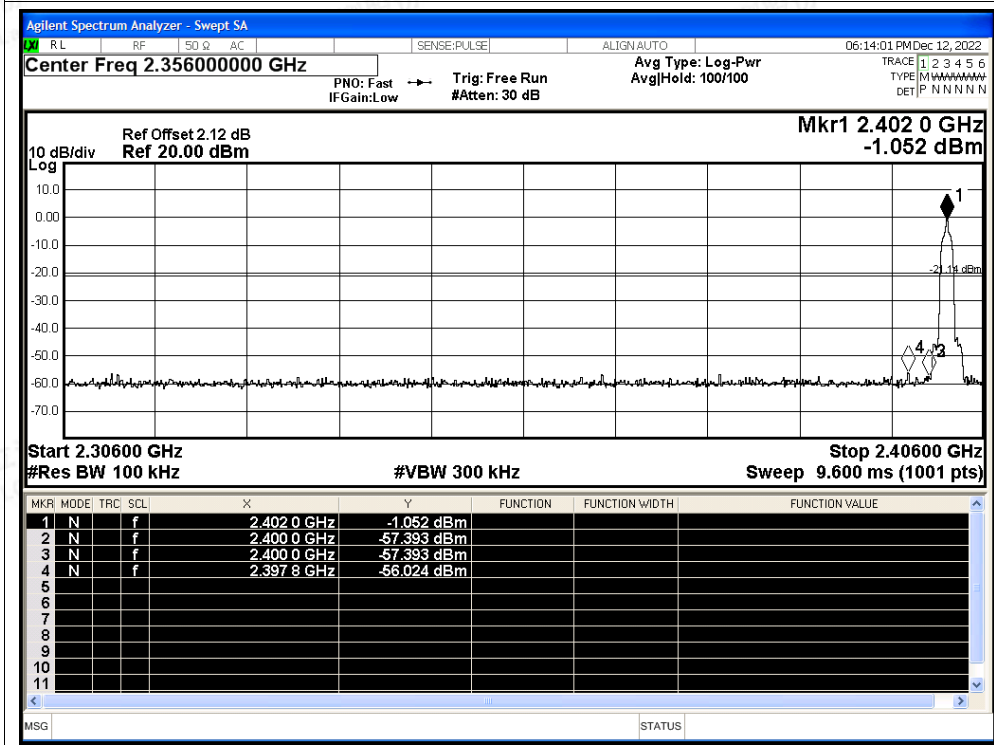 Agilent Spectrum Analyzer - Swept SA
LXI RL RF 50 Ω AC SENSE:PULSE ALIGN AUTO 06:14:01 PM Dec 12, 2022
Center Freq 2.356000000 GHz
PNO: Fast
IFGain:Low
Trig: Free Run
#Atten: 30 dB
Avg Type: Log-Pwr
Avg|Hold: 100/100
TRACE 1 2 3 4 5 6
TYPE M
DET P N N N N N
Mkr1 2.402 0 GHz
-1.052 dBm
Ref Offset 2.12 dB
10 dB/div Ref 20.00 dBm
Log
10.0
0.00
-10.0
-20.0
-30.0
-40.0
-50.0
-60.0
-70.0
1
-21.14 dBm
4
3
Start 2.30600 GHz Stop 2.40600 GHz
#Res BW 100 kHz #VBW 300 kHz Sweep 9.600 ms (1001 pts)
MKR MODE TRC SCL X Y FUNCTION FUNCTION WIDTH FUNCTION VALUE
1 N f 2.402 0 GHz -1.052 dBm
2 N f 2.400 0 GHz -57.393 dBm
3 N f 2.400 0 GHz -57.393 dBm
4 N f 2.397 8 GHz -56.024 dBm
5
6
7
8
9
10
11
MSG STATUS